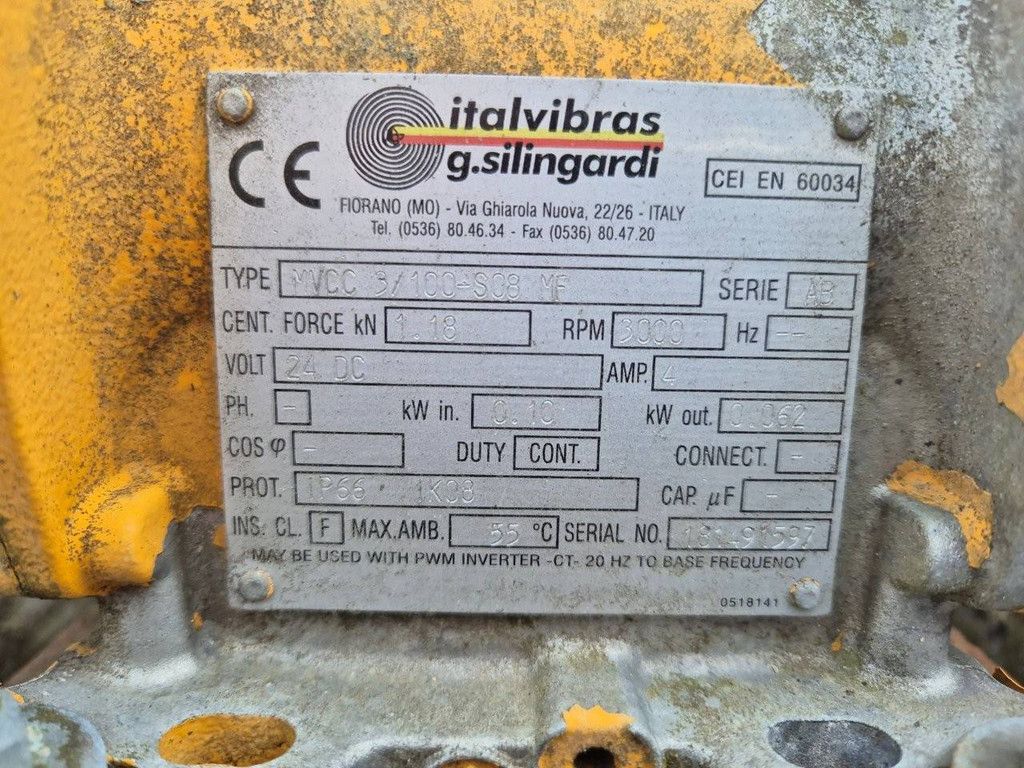 italvibras
g.silingardi
CE
CEI EN 60034
FIORANO (MO) - Via Ghiarola Nuova, 22/26 - ITALY
Tel. (0536) 80.46.34 - Fax (0536) 80.47.20
TYPE MVCC 3/100-S08 MF SERIE AB
CENT. FORCE kN 1.18 RPM 3000 Hz --
VOLT 24 DC AMP. 4
PH. - kW in. 0.10 kW out. 0.062
COS φ - DUTY CONT. CONNECT. -
PROT. IP66 IK08 CAP. µF -
INS. CL. F MAX.AMB. 55 °C SERIAL NO.
MAY BE USED WITH PWM INVERTER -CT- 20 HZ TO BASE FREQUENCY
0518141